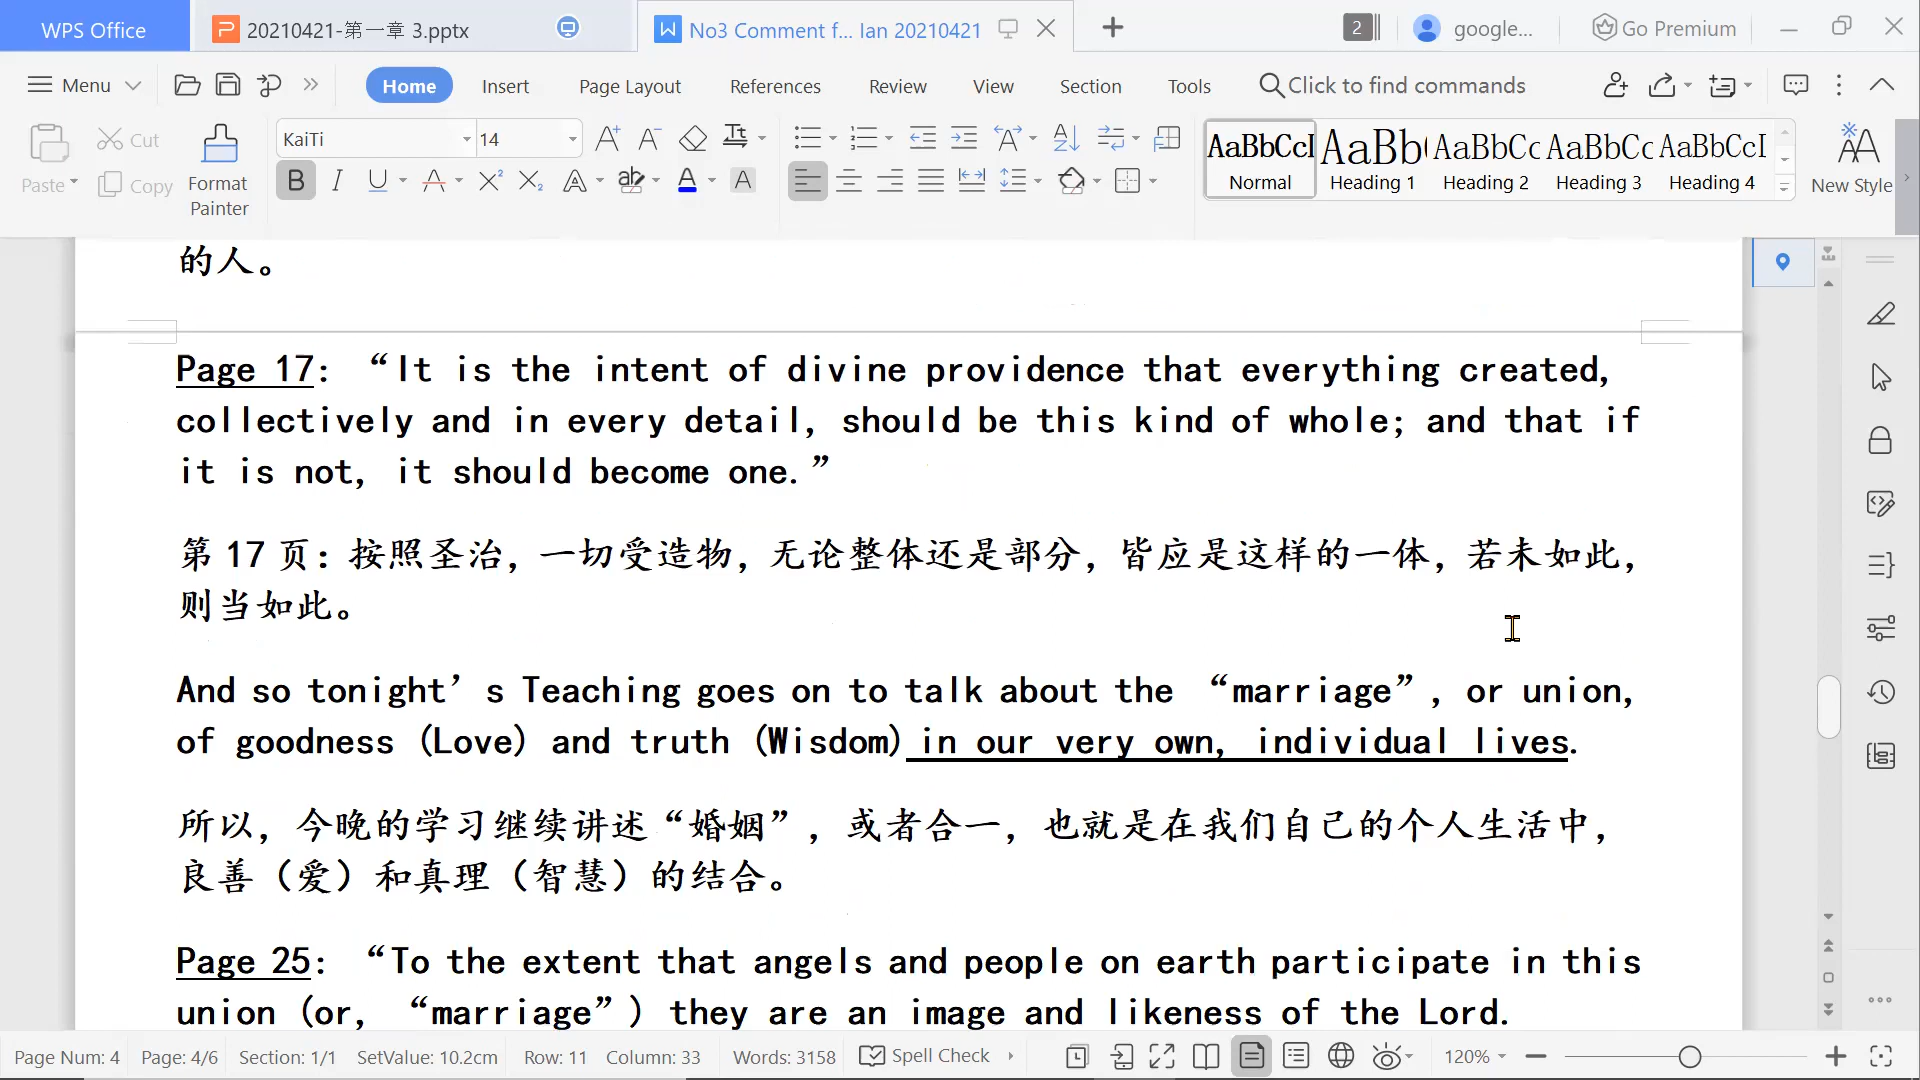 WPS Office
20210421-第一章 3.pptx
No3 Comment f... Ian 20210421
2
google...
Go Premium
Menu
Home
Insert
Page Layout
References
Review
View
Section
Tools
Click to find commands
Paste
Cut
Copy
Format Painter
KaiTi
14
AaBbCcI
AaBb(
AaBbCc
AaBbCc
AaBbCcI
Normal
Heading 1
Heading 2
Heading 3
Heading 4
New Style
的人。
Page 17: “It is the intent of divine providence that everything created,
collectively and in every detail, should be this kind of whole; and that if
it is not, it should become one.”
第 17 页：按照圣治，一切受造物，无论整体还是部分，皆应是这样的一体，若未如此，
则当如此。
And so tonight’s Teaching goes on to talk about the “marriage”, or union,
of goodness (Love) and truth (Wisdom) in our very own, individual lives.
所以，今晚的学习继续讲述“婚姻”，或者合一，也就是在我们自己的个人生活中，
良善（爱）和真理（智慧）的结合。
Page 25: “To the extent that angels and people on earth participate in this
union (or, “marriage”) they are an image and likeness of the Lord.
Page Num: 4
Page: 4/6
Section: 1/1
SetValue: 10.2cm
Row: 11
Column: 33
Words: 3158
Spell Check
120%